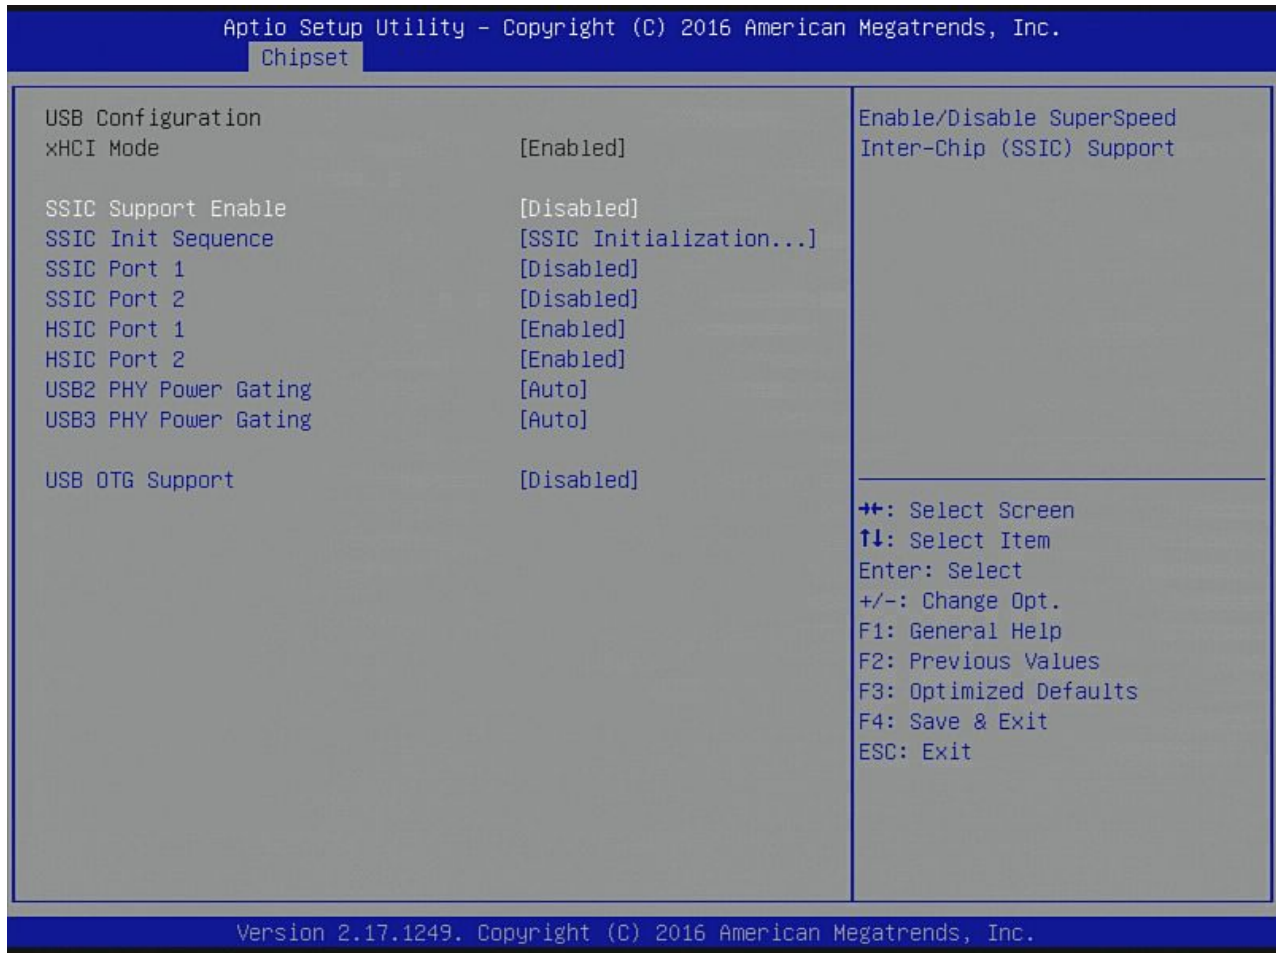 Aptio Setup Utility – Copyright (C) 2016 American Megatrends, Inc.
Chipset
USB Configuration
xHCI Mode [Enabled]
SSIC Support Enable [Disabled]
SSIC Init Sequence [SSIC Initialization...]
SSIC Port 1 [Disabled]
SSIC Port 2 [Disabled]
HSIC Port 1 [Enabled]
HSIC Port 2 [Enabled]
USB2 PHY Power Gating [Auto]
USB3 PHY Power Gating [Auto]
USB OTG Support [Disabled]
Enable/Disable SuperSpeed
Inter-Chip (SSIC) Support
→←: Select Screen
↑↓: Select Item
Enter: Select
+/-: Change Opt.
F1: General Help
F2: Previous Values
F3: Optimized Defaults
F4: Save & Exit
ESC: Exit
Version 2.17.1249. Copyright (C) 2016 American Megatrends, Inc.